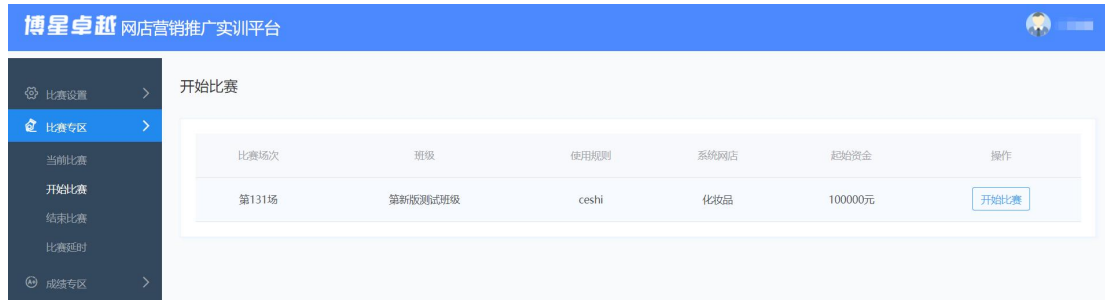 博星卓越 网店营销推广实训平台
比赛设置
比赛专区
当前比赛
开始比赛
结束比赛
比赛延时
成绩专区
开始比赛
比赛场次 班级 使用规则 系统网店 起始资金 操作
第131场 第新版测试班级 ceshi 化妆品 100000元 开始比赛